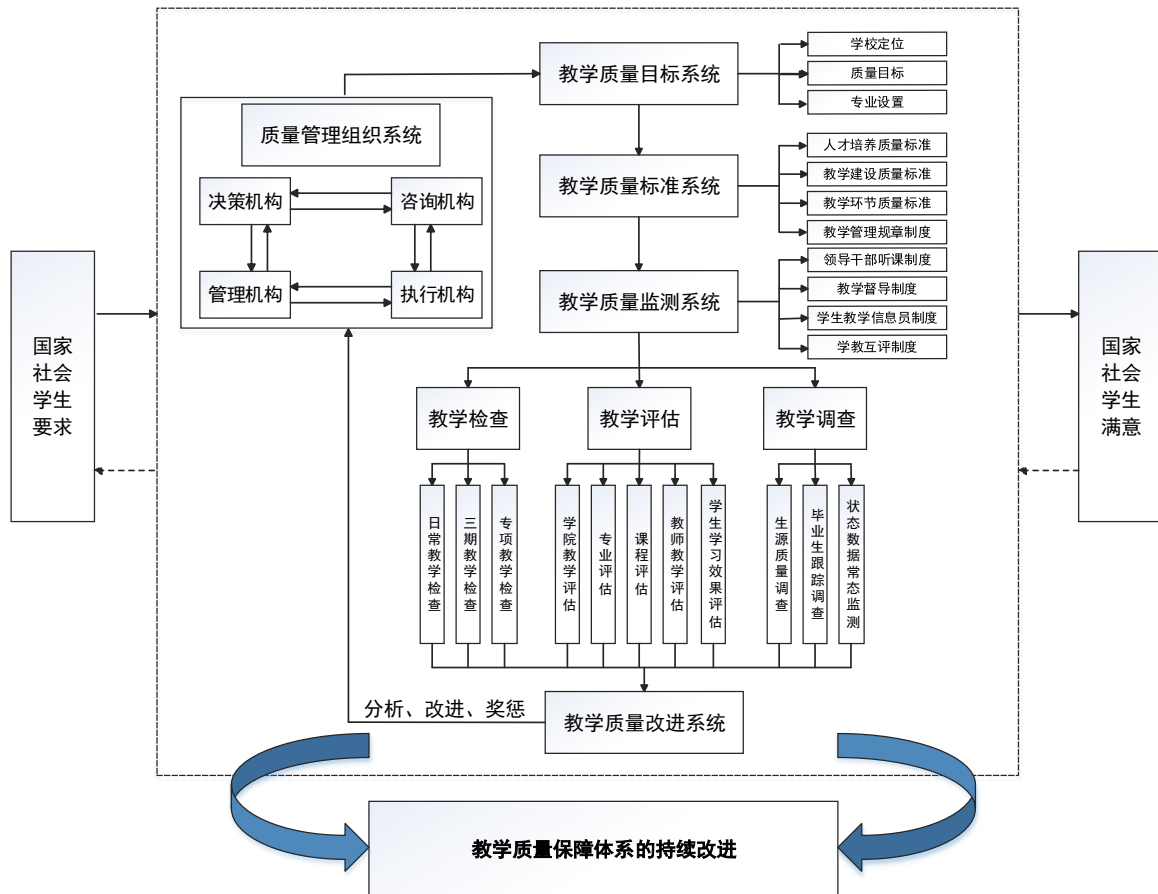 教学质量目标系统
学校定位
质量目标
专业设置
质量管理组织系统
决策机构
咨询机构
管理机构
执行机构
教学质量标准系统
人才培养质量标准
教学建设质量标准
教学环节质量标准
教学管理规章制度
教学质量监测系统
领导干部听课制度
教学督导制度
学生教学信息员制度
学教互评制度
国家
社会
学生
要求
国家
社会
学生
满意
教学检查
教学评估
教学调查
日常教学检查
三期教学检查
专项教学检查
学院教学评估
专业评估
课程评估
教师教学评估
学生学习效果评估
生源质量调查
毕业生跟踪调查
状态数据常态监测
分析、改进、奖惩
教学质量改进系统
教学质量保障体系的持续改进